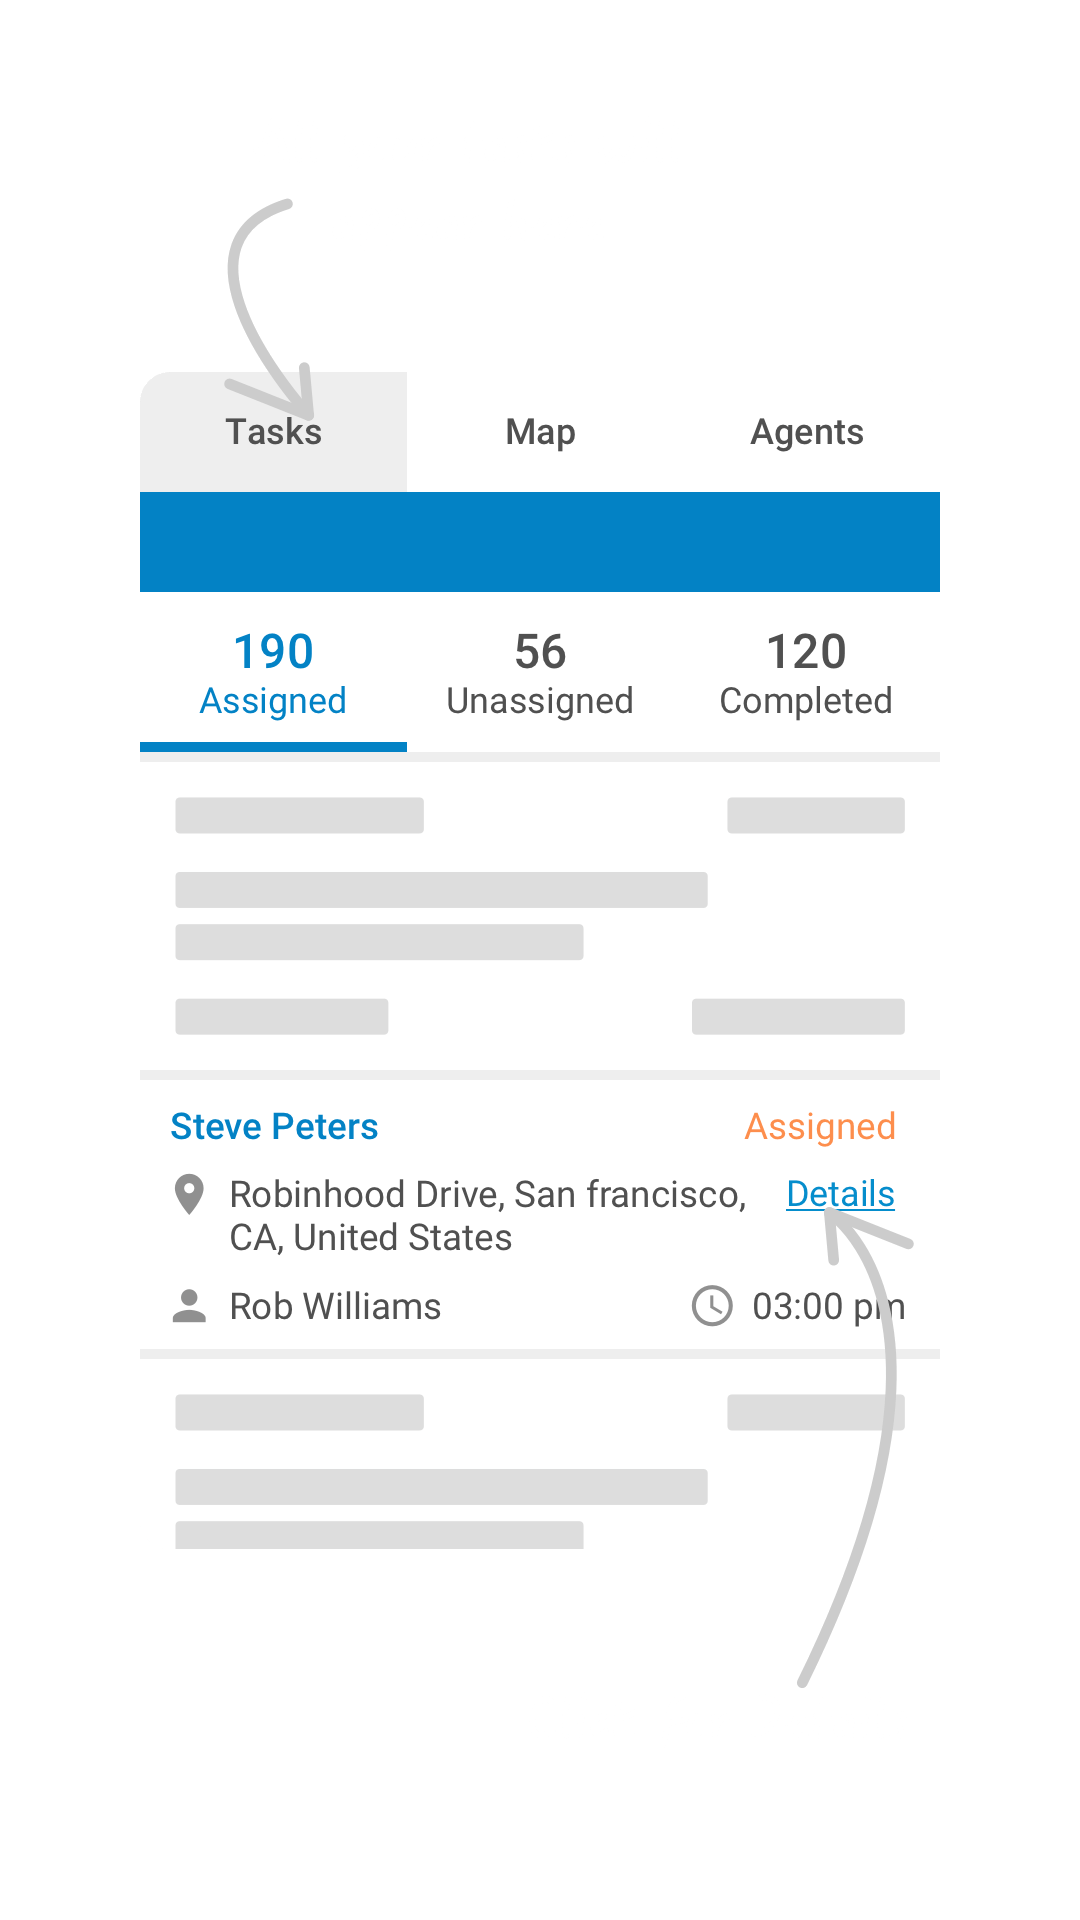 Tasks Map Agents
190 56 120
Assigned Unassigned Completed
Steve Peters Assigned
Robinhood Drive, San francisco, Details
CA, United States
Rob Williams 03:00 pm